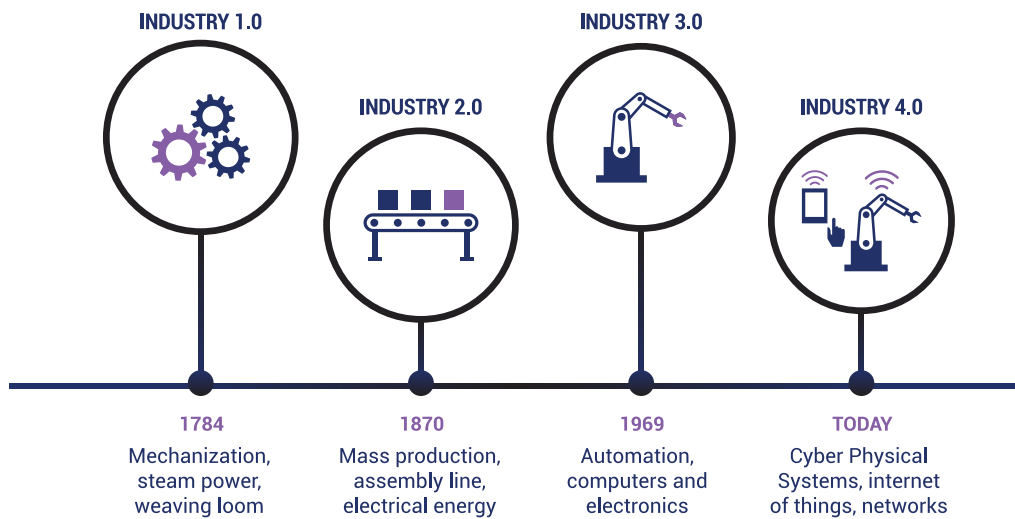 INDUSTRY 1.0
INDUSTRY 2.0
INDUSTRY 3.0
INDUSTRY 4.0
1784
Mechanization,
steam power,
weaving loom
1870
Mass production,
assembly line,
electrical energy
1969
Automation,
computers and
electronics
TODAY
Cyber Physical
Systems, internet
of things, networks